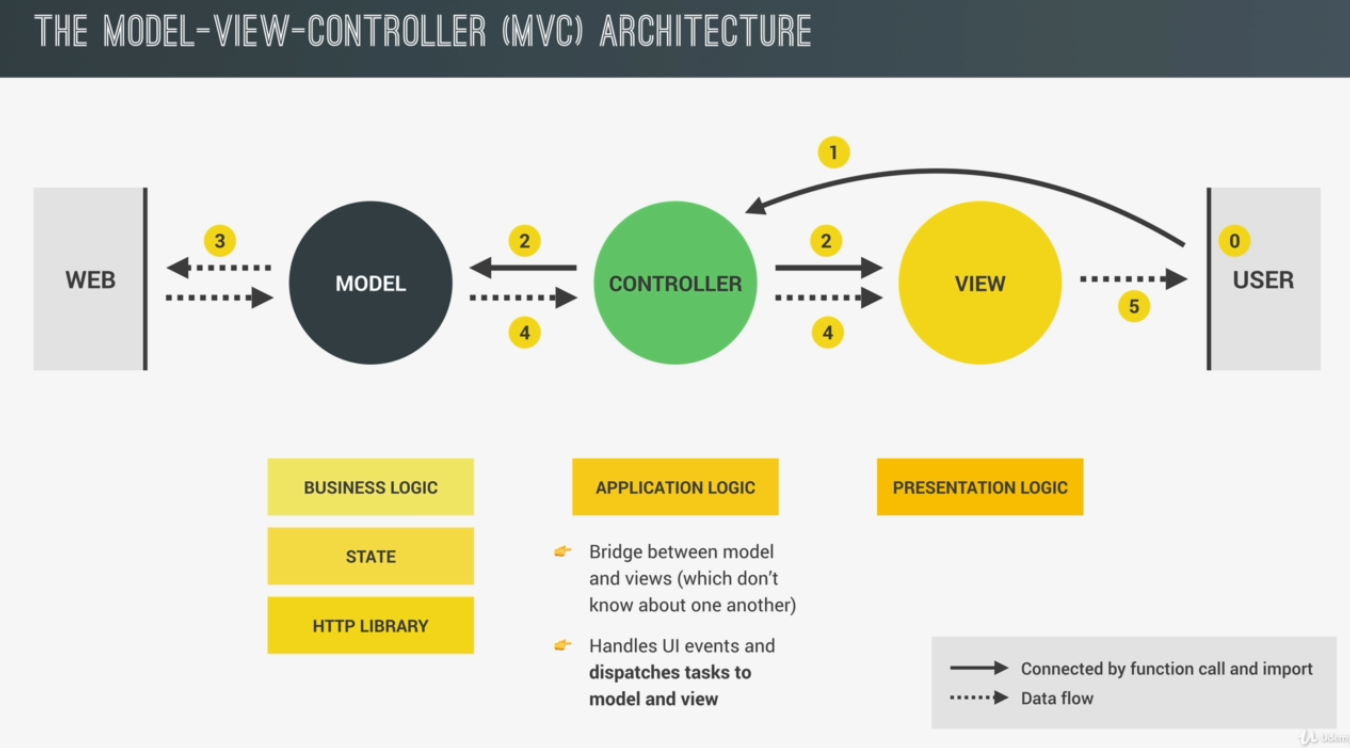 THE MODEL-VIEW-CONTROLLER (MVC) ARCHITECTURE
1
3
2
2
0
WEB
MODEL
CONTROLLER
VIEW
USER
4
4
5
BUSINESS LOGIC
APPLICATION LOGIC
PRESENTATION LOGIC
STATE
HTTP LIBRARY
Bridge between model
and views (which don't
know about one another)
Handles UI events and
dispatches tasks to
model and view
Connected by function call and import
Data flow